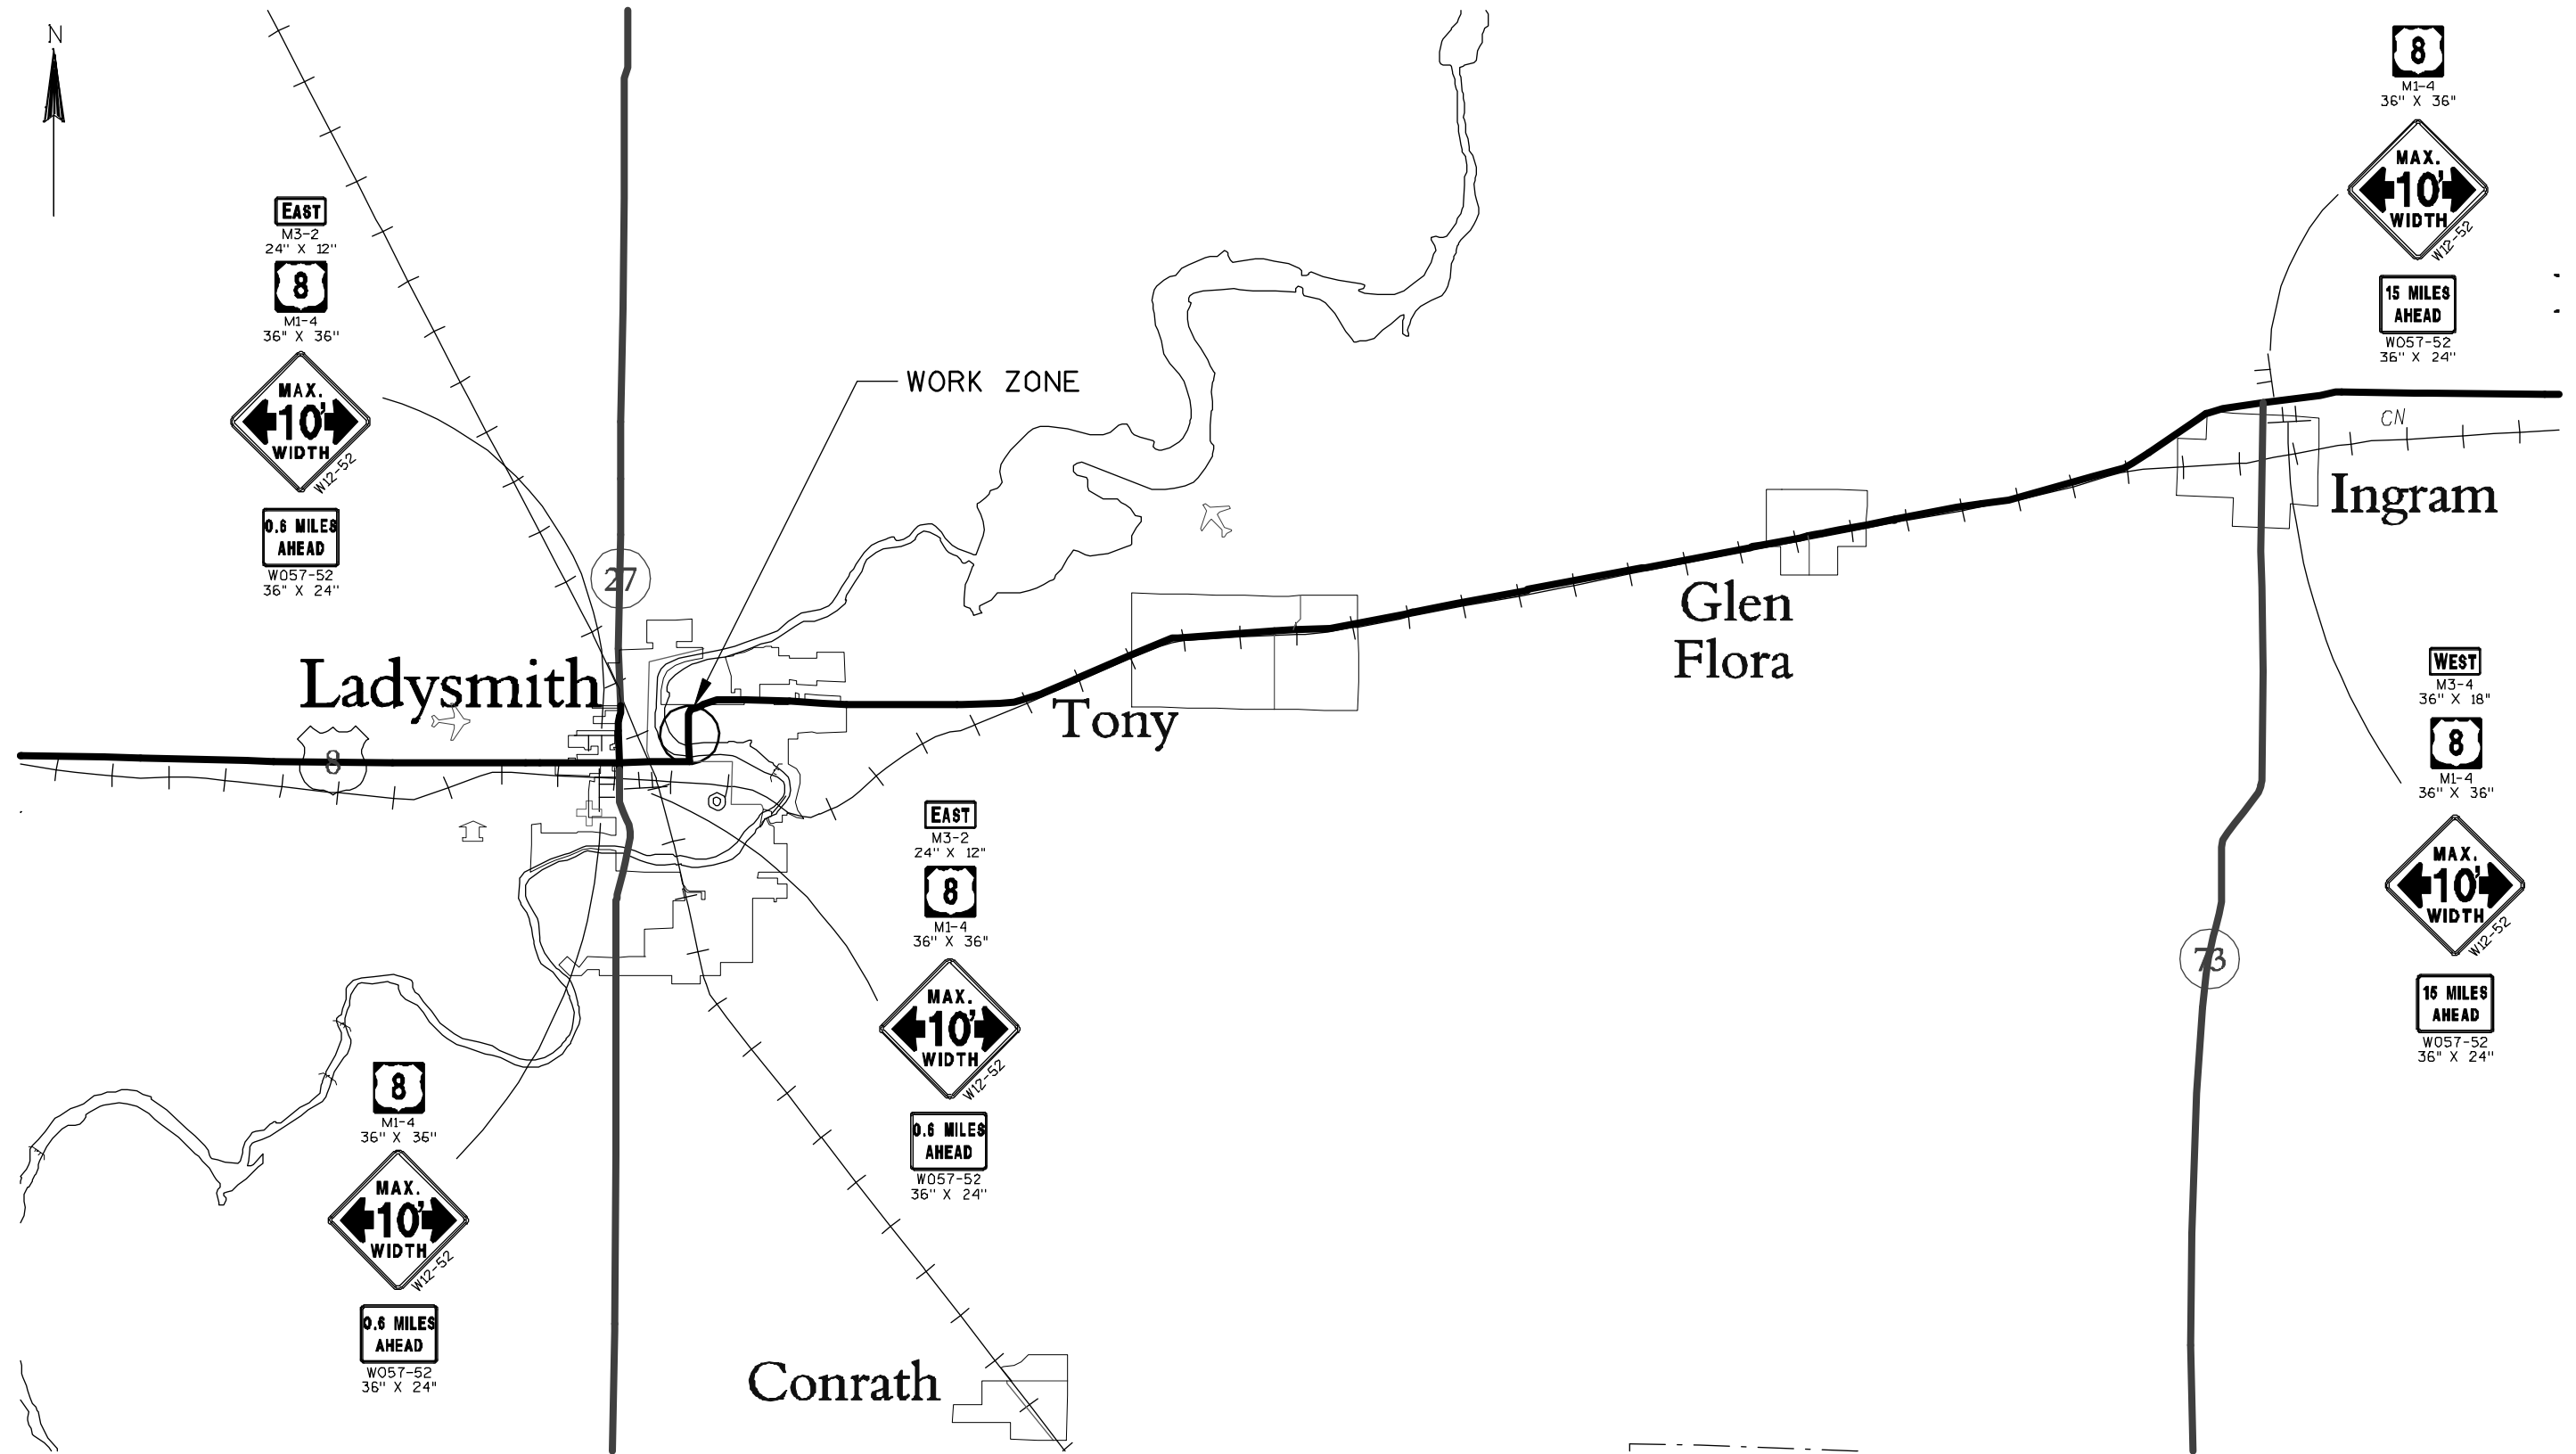 N
EAST
M3-2
24" X 12"
8
M1-4
36" X 36"
MAX.
10'
WIDTH
W12-52
0.6 MILES
AHEAD
WO57-52
36" X 24"
27
WORK ZONE
8
M1-4
36" X 36"
MAX.
10'
WIDTH
W12-52
15 MILES
AHEAD
WO57-52
36" X 24"
CN
Ingram
Glen
Flora
Ladysmith
Tony
8
EAST
M3-2
24" X 12"
8
M1-4
36" X 36"
MAX.
10'
WIDTH
W12-52
0.6 MILES
AHEAD
WO57-52
36" X 24"
WEST
M3-4
36" X 18"
8
M1-4
36" X 36"
MAX.
10'
WIDTH
W12-52
15 MILES
AHEAD
WO57-52
36" X 24"
73
8
M1-4
36" X 36"
MAX.
10'
WIDTH
W12-52
0.6 MILES
AHEAD
WO57-52
36" X 24"
Conrath